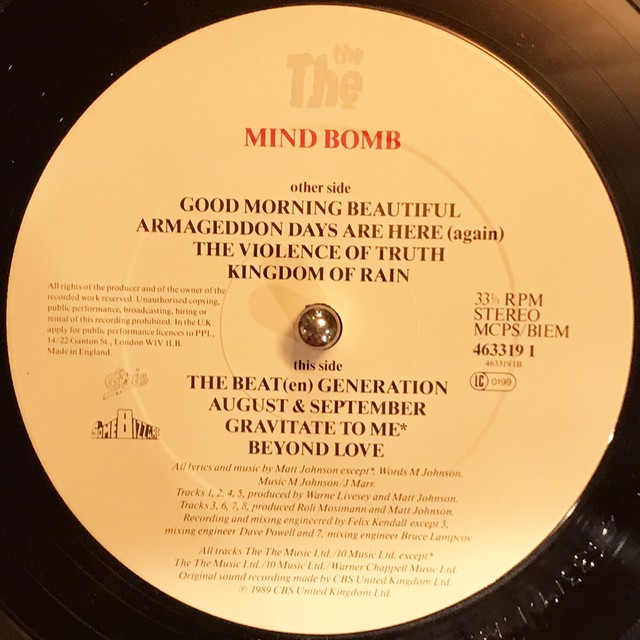 the
The
MIND BOMB
other side
GOOD MORNING BEAUTIFUL
ARMAGEDDON DAYS ARE HERE (again)
THE VIOLENCE OF TRUTH
KINGDOM OF RAIN
All rights of the producer and of the owner of the
recorded work reserved. Unauthorised copying,
public performance, broadcasting, hiring or
rental of this recording prohibited. In the U.K
apply for public performance licences to PPL,
14/22 Ganton St., London W1V 1LB.
Made in England.
33⅓ RPM
STEREO
MCPS/BIEM
463319 1
4633191B
LC 0199
Epic
SOME BIZZARE
this side
THE BEAT(en) GENERATION
AUGUST & SEPTEMBER
GRAVITATE TO ME*
BEYOND LOVE
All lyrics and music by Matt Johnson except*. Words M Johnson.
Music M Johnson/J Marr.
Tracks 1, 2, 4, 5, produced by Warne Livesey and Matt Johnson.
Tracks 3, 6, 7, 8, produced Roli Mosimann and Matt Johnson.
Recording and mixing engineered by Felix Kendall except 3,
mixing engineer Dave Powell and 7, mixing engineer Bruce Lampcov.
All tracks The The Music Ltd./10 Music Ltd. except*
The The Music Ltd./10 Music Ltd./Warner Chappell Music Ltd.
Original sound recording made by CBS United Kingdom Ltd.
℗ 1989 CBS United Kingdom Ltd.